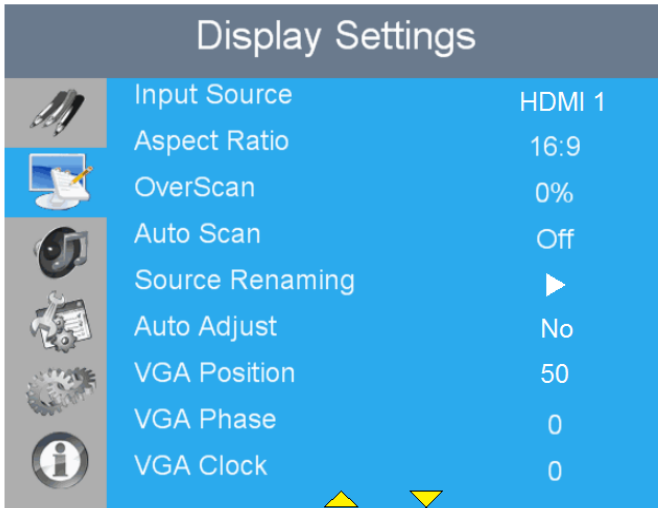 Display Settings
Input Source HDMI 1
Aspect Ratio 16:9
OverScan 0%
Auto Scan Off
Source Renaming
Auto Adjust No
VGA Position 50
VGA Phase 0
VGA Clock 0